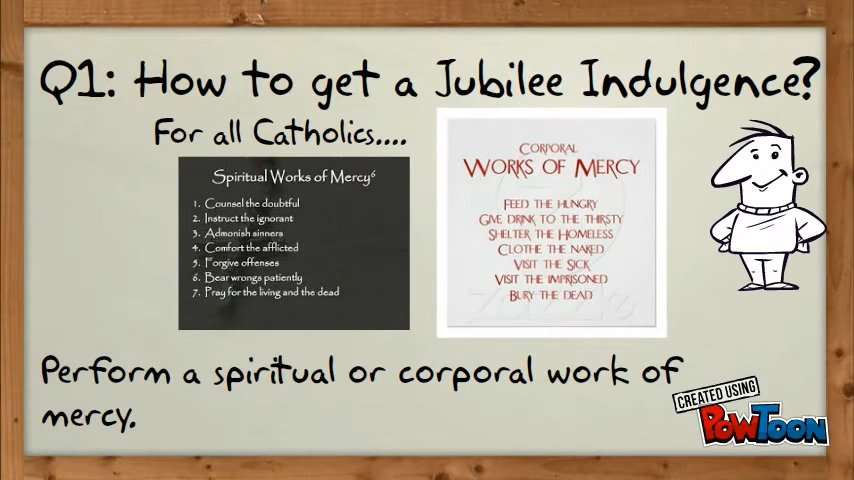 Q1: How to get a Jubilee Indulgence?
For all Catholics....
Spiritual Works of Mercy6
1. Counsel the doubtful
2. Instruct the ignorant
3. Admonish sinners
4. Comfort the afflicted
5. Forgive offenses
6. Bear wrongs patiently
7. Pray for the living and the dead
CORPORAL
WORKS OF MERCY
FEED THE HUNGRY
GIVE DRINK TO THE THIRSTY
SHELTER THE HOMELESS
CLOTHE THE NAKED
VISIT THE SICK
VISIT THE IMPRISONED
BURY THE DEAD
Perform a spiritual or corporal work of
mercy.
CREATED USING
POWTOON